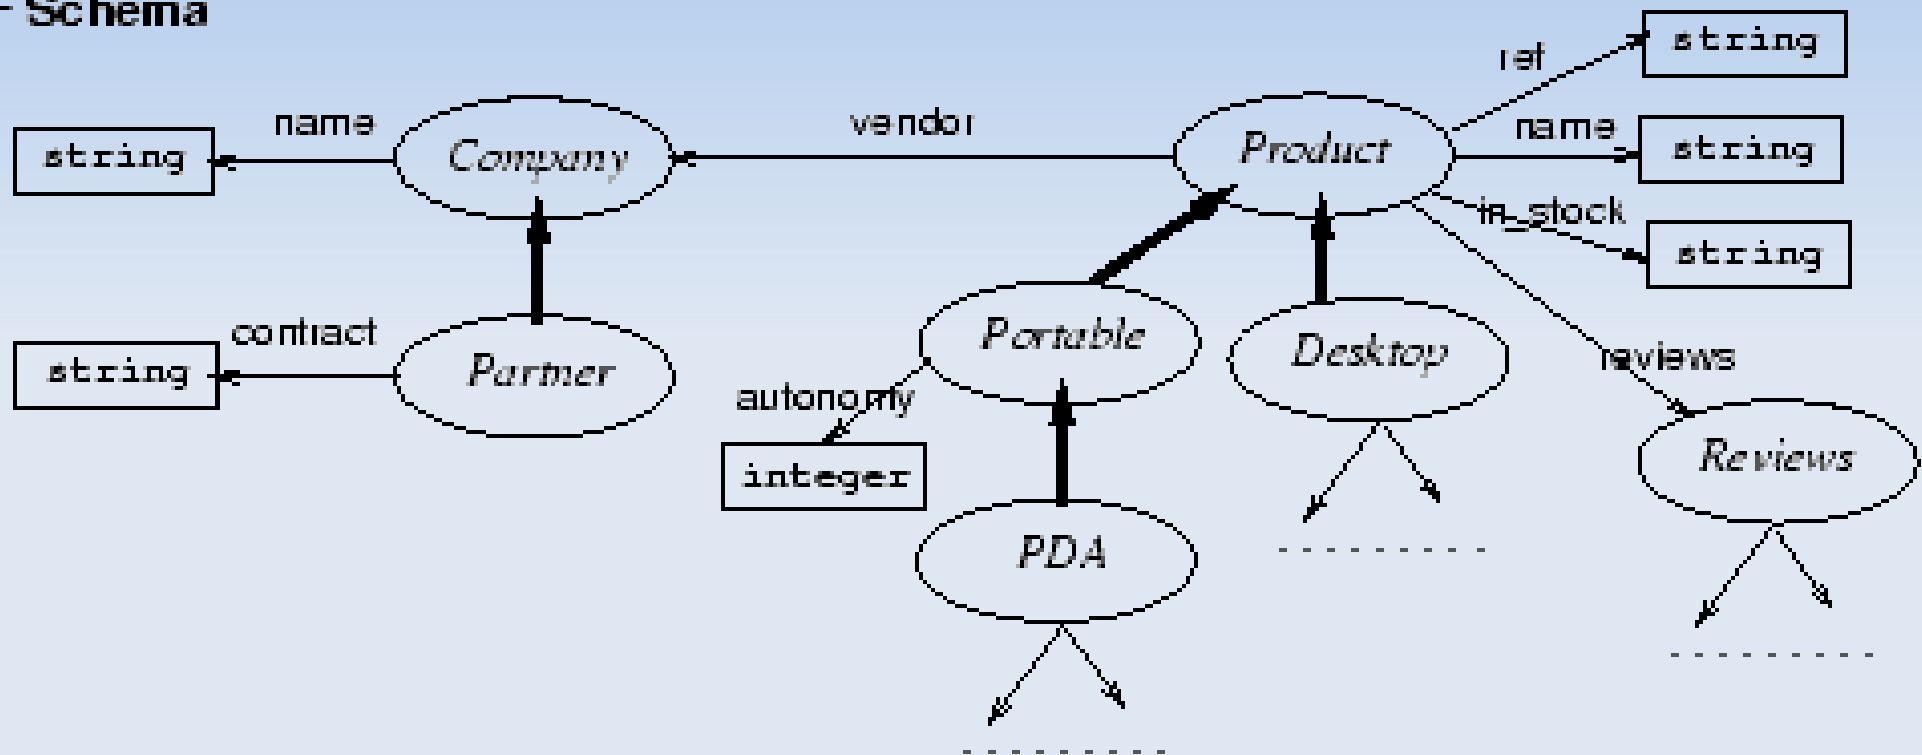 Schema
ref
string
name
vendor
name
string
Company
Product
string
in_stock
string
contract
Portable
Desktop
string
Partner
reviews
autonomy
integer
Reviews
PDA